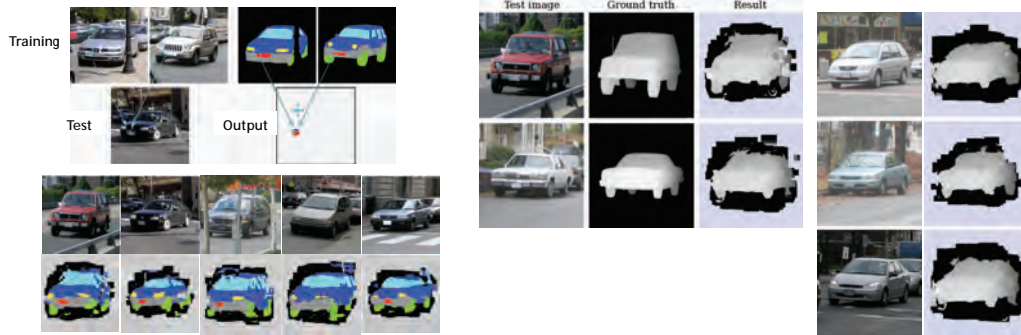 Training
Test
Output
Test image
Ground truth
Result